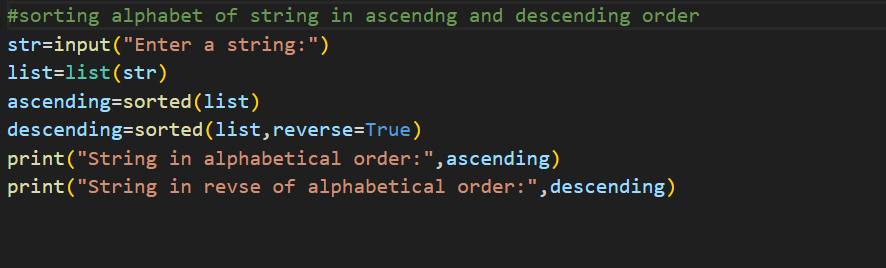 #sorting alphabet of string in ascendng and descending order
str=input("Enter a string:")
list=list(str)
ascending=sorted(list)
descending=sorted(list,reverse=True)
print("String in alphabetical order:",ascending)
print("String in revse of alphabetical order:",descending)